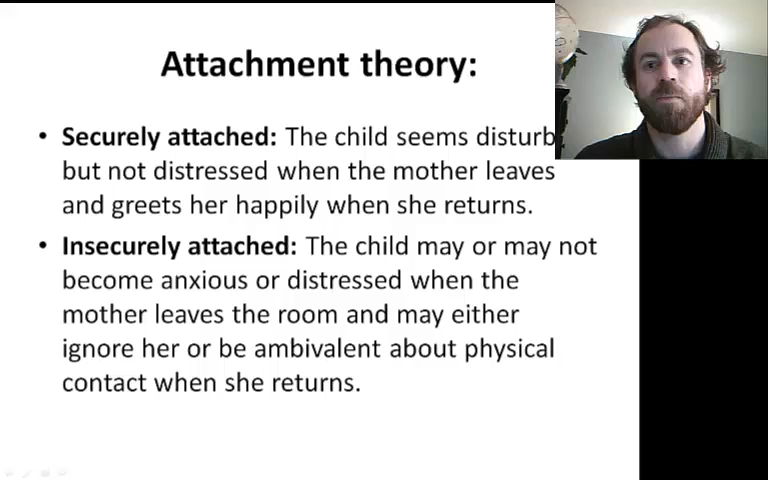 Attachment theory:
• Securely attached: The child seems disturb
but not distressed when the mother leaves
and greets her happily when she returns.
• Insecurely attached: The child may or may not
become anxious or distressed when the
mother leaves the room and may either
ignore her or be ambivalent about physical
contact when she returns.